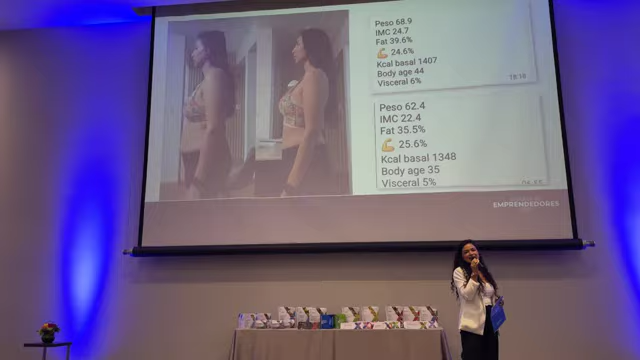 Peso 68.9
IMC 24.7
Fat 39.6%
💪 24.6%
Kcal basal 1407
Body age 44
Visceral 6%
18:18
Peso 62.4
IMC 22.4
Fat 35.5%
💪 25.6%
Kcal basal 1348
Body age 35
Visceral 5%
EMPRENDEDORES